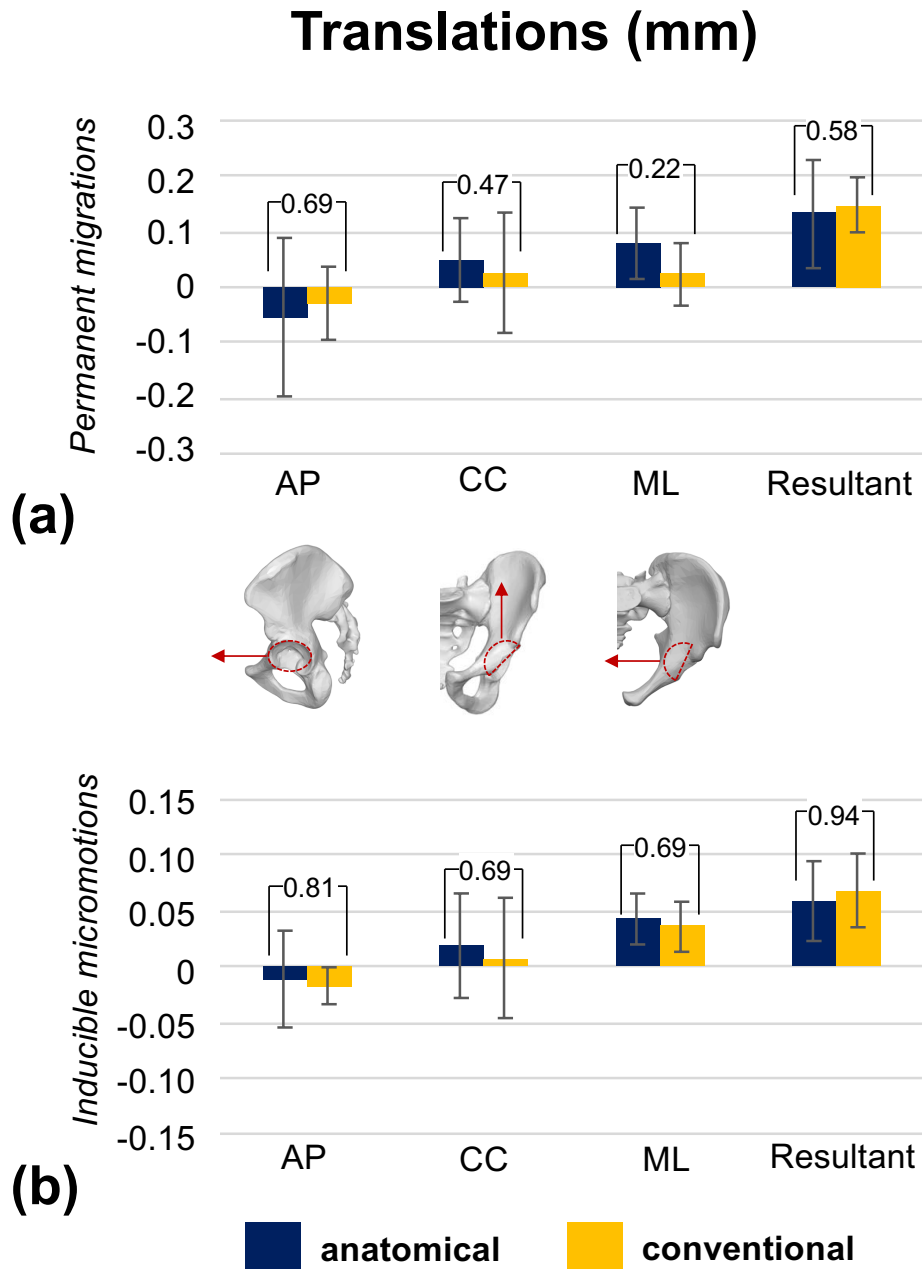 Translations (mm)
Permanent migrations
0.3
0.2
0.1
0
-0.1
-0.2
-0.3
0.69
0.47
0.22
0.58
AP
CC
ML
Resultant
(a)
Inducible micromotions
0.15
0.10
0.05
0
-0.05
-0.10
-0.15
0.81
0.69
0.69
0.94
AP
CC
ML
Resultant
(b)
anatomical
conventional